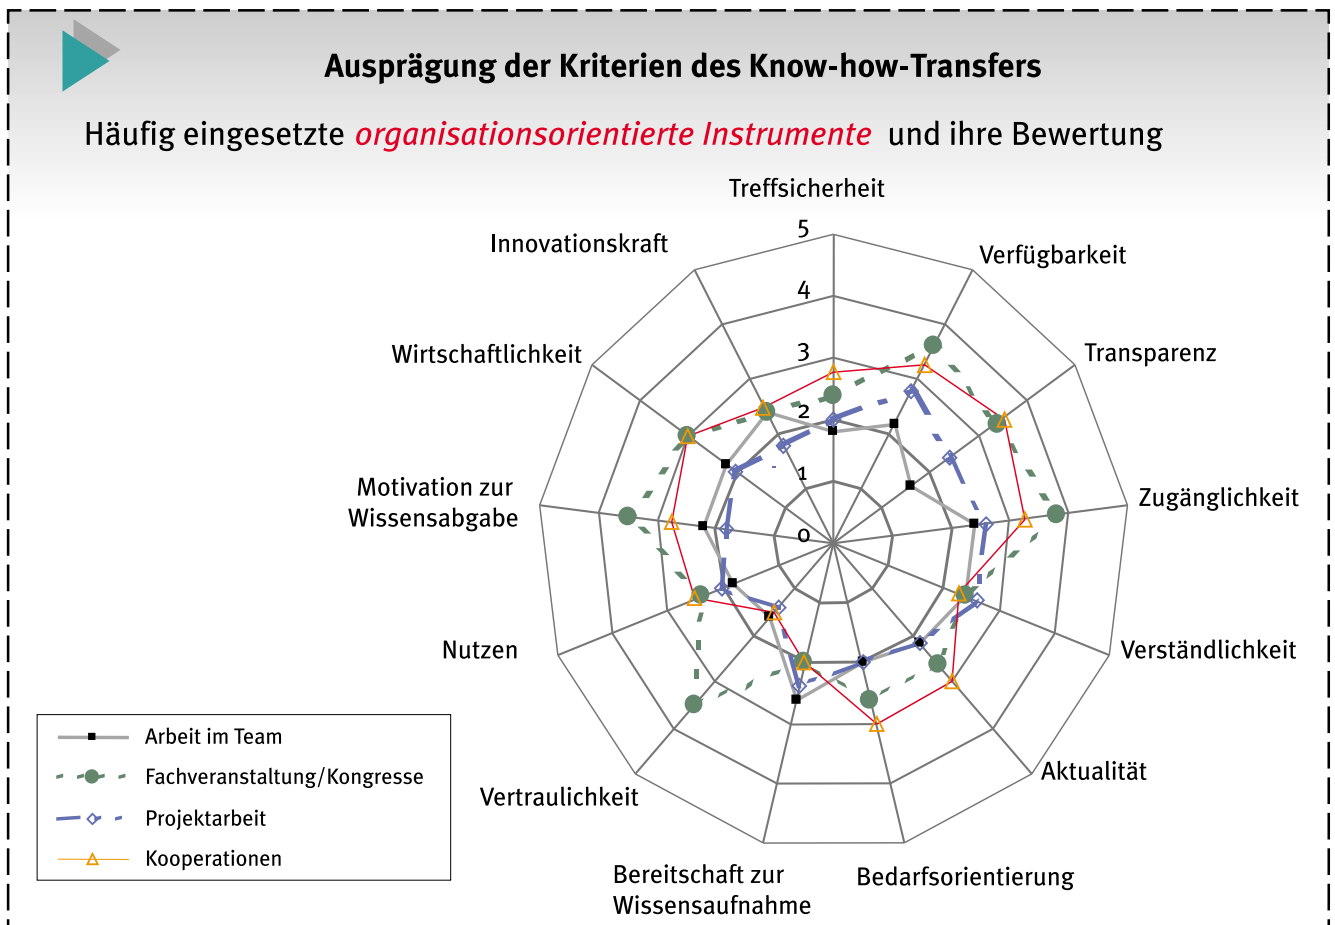 Ausprägung der Kriterien des Know-how-Transfers
Häufig eingesetzte organisationsorientierte Instrumente und ihre Bewertung
Treffsicherheit
5
Innovationskraft
Verfügbarkeit
4
Wirtschaftlichkeit
3
Transparenz
2
1
Motivation zur
Wissensabgabe
Zugänglichkeit
0
Nutzen
Verständlichkeit
Arbeit im Team
Fachveranstaltung/Kongresse
Projektarbeit
Kooperationen
Vertraulichkeit
Aktualität
Bereitschaft zur
Wissensaufnahme
Bedarfsorientierung